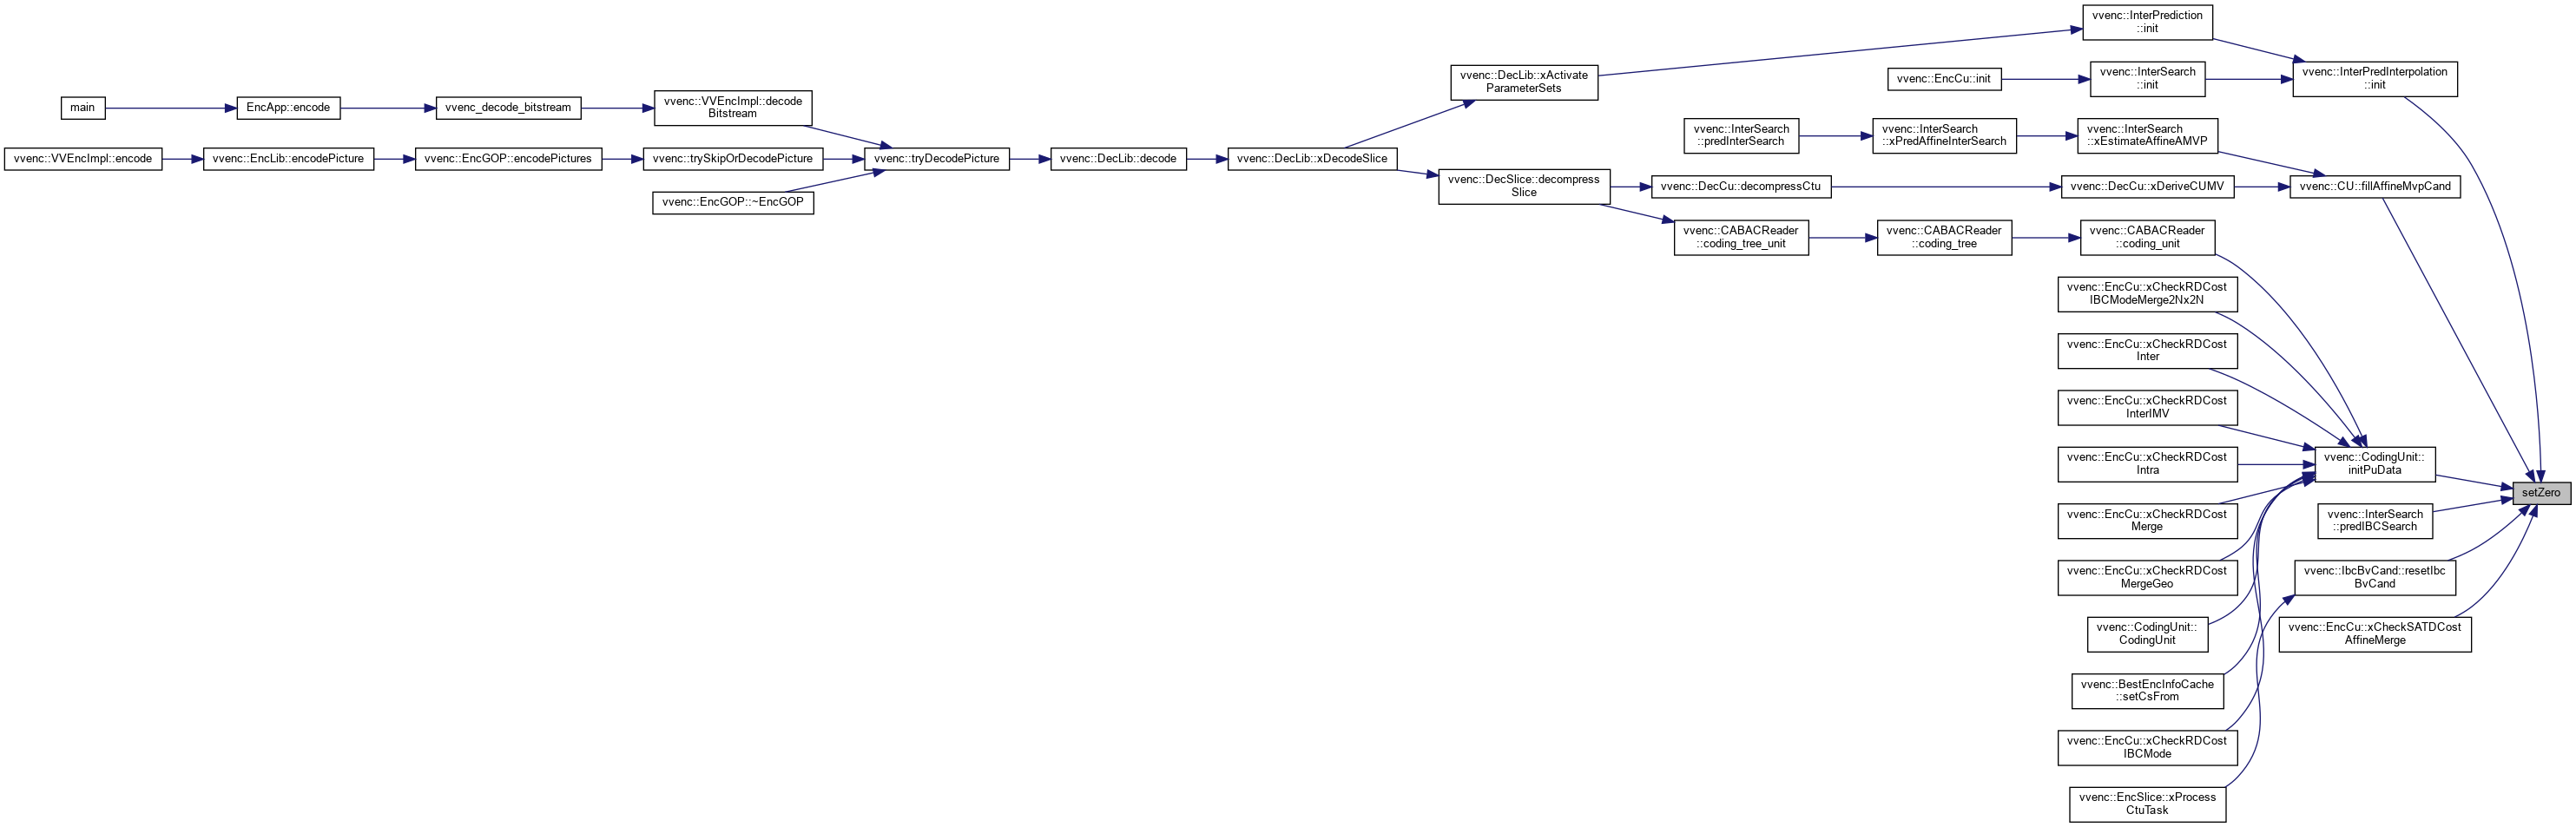 main
EncApp::encode
vvenc_decode_bitstream
vvenc::VVEncImpl::decode
Bitstream
vvenc::VVEncImpl::encode
vvenc::EncLib::encodePicture
vvenc::EncGOP::encodePictures
vvenc::trySkipOrDecodePicture
vvenc::EncGOP::~EncGOP
vvenc::tryDecodePicture
vvenc::DecLib::decode
vvenc::DecLib::xDecodeSlice
vvenc::DecLib::xActivate
ParameterSets
vvenc::DecSlice::decompress
Slice
vvenc::InterPrediction
::init
vvenc::EncCu::init
vvenc::InterSearch
::init
vvenc::InterPredInterpolation
::init
vvenc::InterSearch
::predInterSearch
vvenc::InterSearch
::xPredAffineInterSearch
vvenc::InterSearch
::xEstimateAffineAMVP
vvenc::DecCu::decompressCtu
vvenc::DecCu::xDeriveCUMV
vvenc::CU::fillAffineMvpCand
vvenc::CABACReader
::coding_tree_unit
vvenc::CABACReader
::coding_tree
vvenc::CABACReader
::coding_unit
vvenc::EncCu::xCheckRDCost
IBCModeMerge2Nx2N
vvenc::EncCu::xCheckRDCost
Inter
vvenc::EncCu::xCheckRDCost
InterIMV
vvenc::EncCu::xCheckRDCost
Intra
vvenc::EncCu::xCheckRDCost
Merge
vvenc::EncCu::xCheckRDCost
MergeGeo
vvenc::CodingUnit::
CodingUnit
vvenc::BestEncInfoCache
::setCsFrom
vvenc::EncCu::xCheckRDCost
IBCMode
vvenc::EncSlice::xProcess
CtuTask
vvenc::CodingUnit::
initPuData
vvenc::InterSearch
::predIBCSearch
vvenc::IbcBvCand::resetIbc
BvCand
vvenc::EncCu::xCheckSATDCost
AffineMerge
setZero